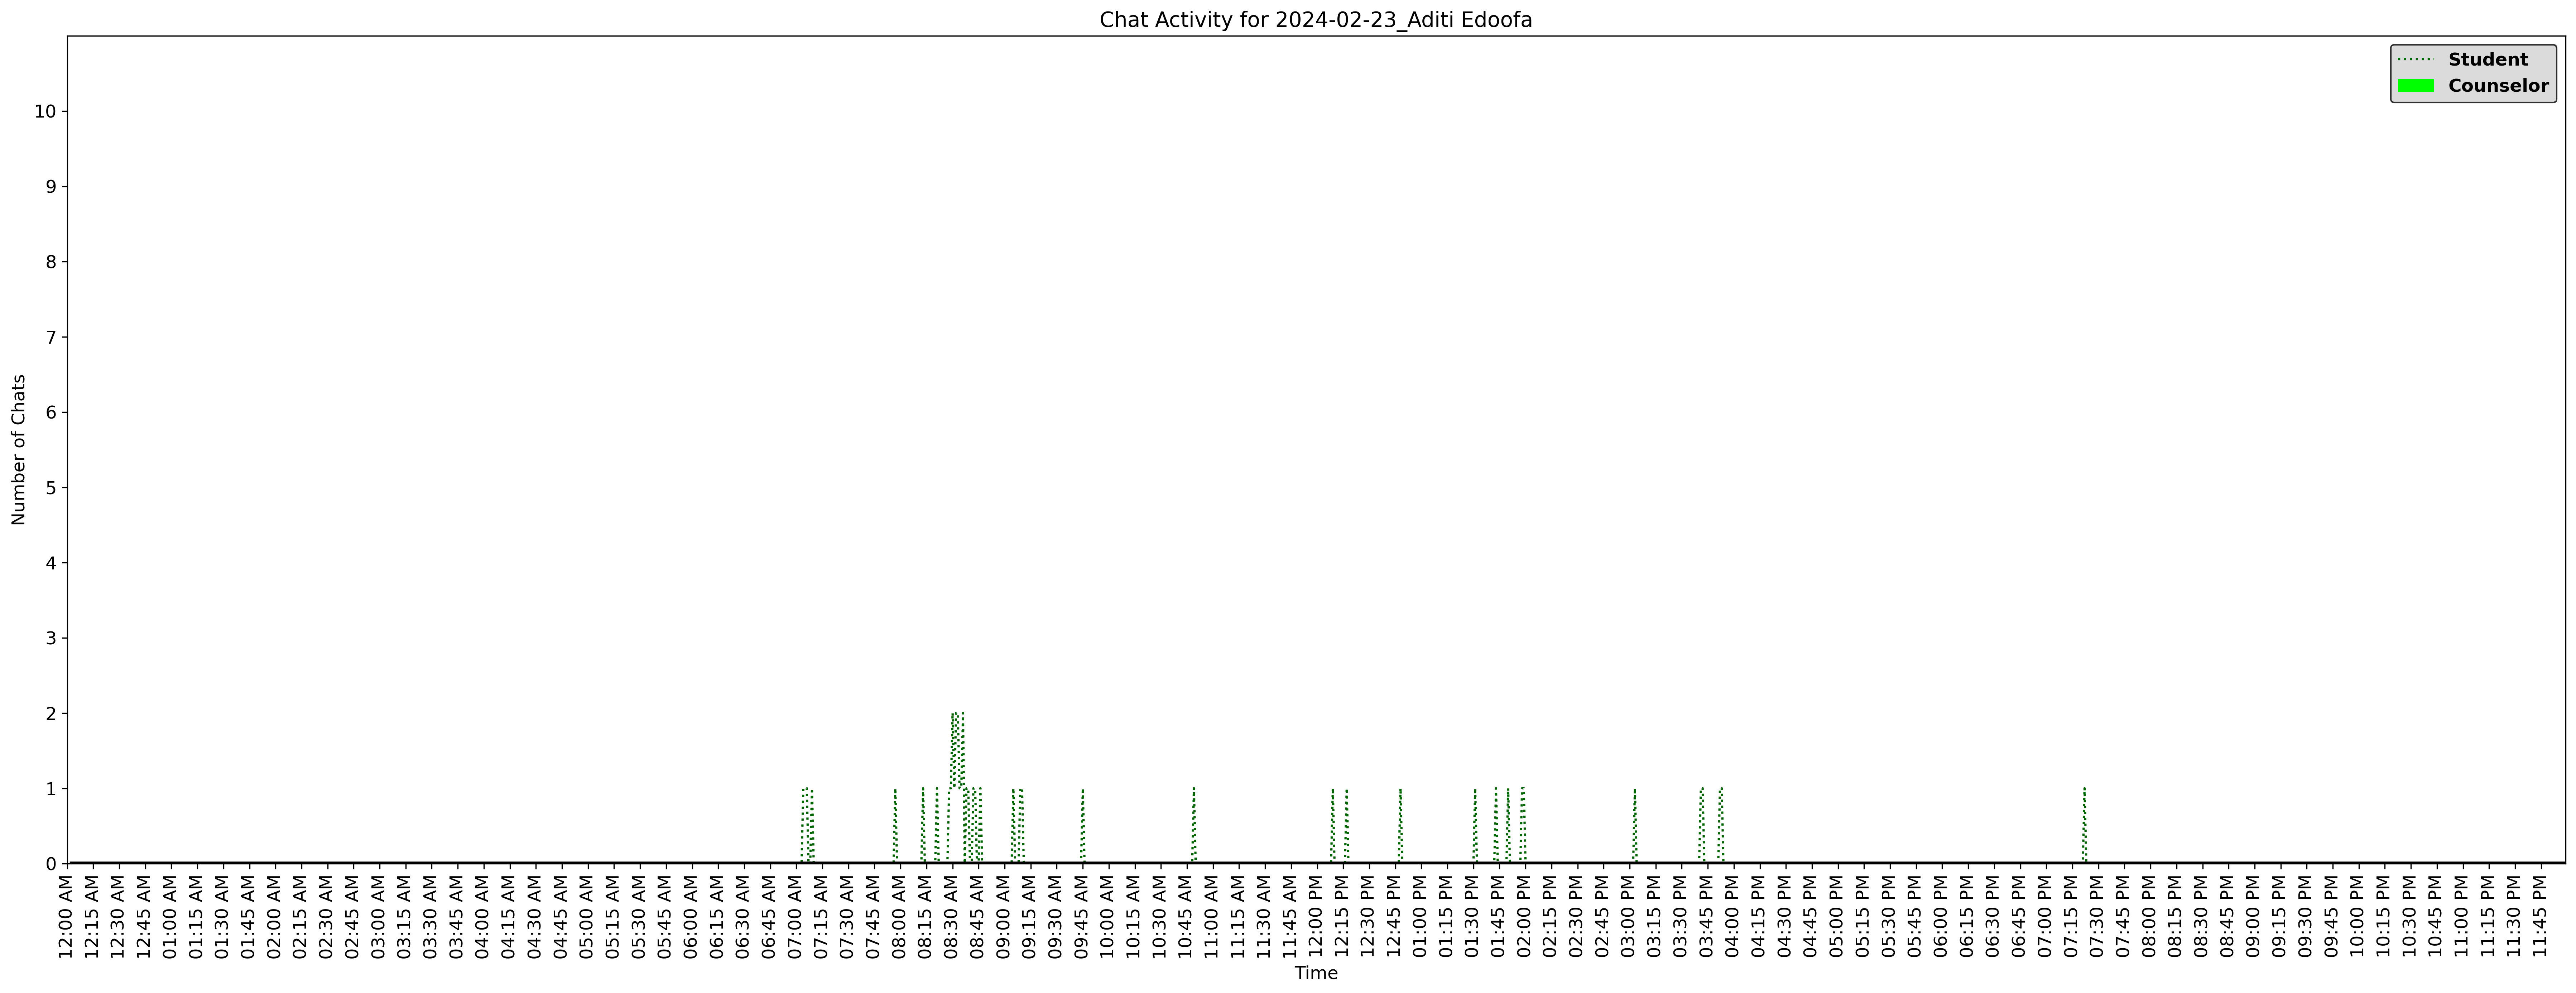 Chat Activity for 2024-02-23_Aditi Edoofa
Student
Counselor
Number of Chats
10
9
8
7
6
5
4
3
2
1
0
12:00 AM
12:15 AM
12:30 AM
12:45 AM
01:00 AM
01:15 AM
01:30 AM
01:45 AM
02:00 AM
02:15 AM
02:30 AM
02:45 AM
03:00 AM
03:15 AM
03:30 AM
03:45 AM
04:00 AM
04:15 AM
04:30 AM
04:45 AM
05:00 AM
05:15 AM
05:30 AM
05:45 AM
06:00 AM
06:15 AM
06:30 AM
06:45 AM
07:00 AM
07:15 AM
07:30 AM
07:45 AM
08:00 AM
08:15 AM
08:30 AM
08:45 AM
09:00 AM
09:15 AM
09:30 AM
09:45 AM
10:00 AM
10:15 AM
10:30 AM
10:45 AM
11:00 AM
11:15 AM
11:30 AM
11:45 AM
12:00 PM
12:15 PM
12:30 PM
12:45 PM
01:00 PM
01:15 PM
01:30 PM
01:45 PM
02:00 PM
02:15 PM
02:30 PM
02:45 PM
03:00 PM
03:15 PM
03:30 PM
03:45 PM
04:00 PM
04:15 PM
04:30 PM
04:45 PM
05:00 PM
05:15 PM
05:30 PM
05:45 PM
06:00 PM
06:15 PM
06:30 PM
06:45 PM
07:00 PM
07:15 PM
07:30 PM
07:45 PM
08:00 PM
08:15 PM
08:30 PM
08:45 PM
09:00 PM
09:15 PM
09:30 PM
09:45 PM
10:00 PM
10:15 PM
10:30 PM
10:45 PM
11:00 PM
11:15 PM
11:30 PM
11:45 PM
Time